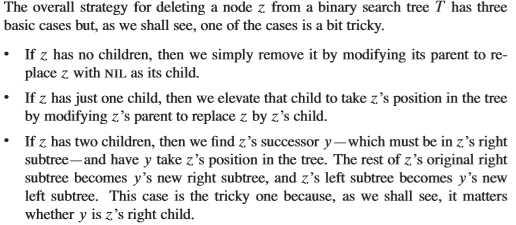 The overall strategy for deleting a node z from a binary search tree T has three
basic cases but, as we shall see, one of the cases is a bit tricky.
• If z has no children, then we simply remove it by modifying its parent to re-
place z with NIL as its child.
• If z has just one child, then we elevate that child to take z's position in the tree
by modifying z's parent to replace z by z's child.
• If z has two children, then we find z's successor y—which must be in z's right
subtree—and have y take z's position in the tree. The rest of z's original right
subtree becomes y's new right subtree, and z's left subtree becomes y's new
left subtree. This case is the tricky one because, as we shall see, it matters
whether y is z's right child.